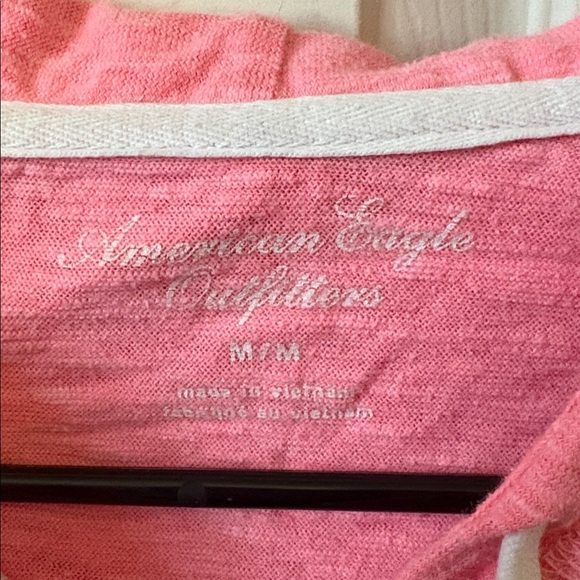 American Eagle
Outfitters
M/M
made in vietnam
fabriqué au vietnam